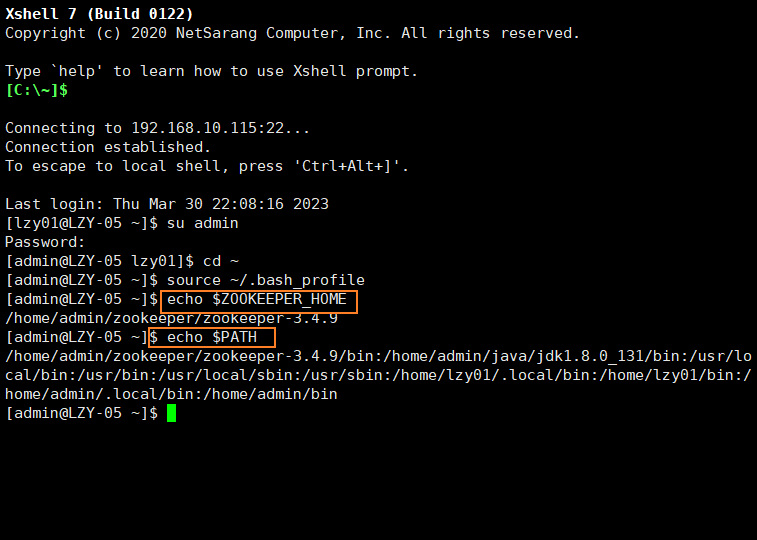 Xshell 7 (Build 0122)
Copyright (c) 2020 NetSarang Computer, Inc. All rights reserved.
Type `help' to learn how to use Xshell prompt.
[C:\~]$
Connecting to 192.168.10.115:22...
Connection established.
To escape to local shell, press 'Ctrl+Alt+]'.
Last login: Thu Mar 30 22:08:16 2023
[lzy01@LZY-05 ~]$ su admin
Password:
[admin@LZY-05 lzy01]$ cd ~
[admin@LZY-05 ~]$ source ~/.bash_profile
[admin@LZY-05 ~]$ echo $ZOOKEEPER_HOME
/home/admin/zookeeper/zookeeper-3.4.9
[admin@LZY-05 ~]$ echo $PATH
/home/admin/zookeeper/zookeeper-3.4.9/bin:/home/admin/java/jdk1.8.0_131/bin:/usr/lo
cal/bin:/usr/bin:/usr/local/sbin:/usr/sbin:/home/lzy01/.local/bin:/home/lzy01/bin:/
home/admin/.local/bin:/home/admin/bin
[admin@LZY-05 ~]$